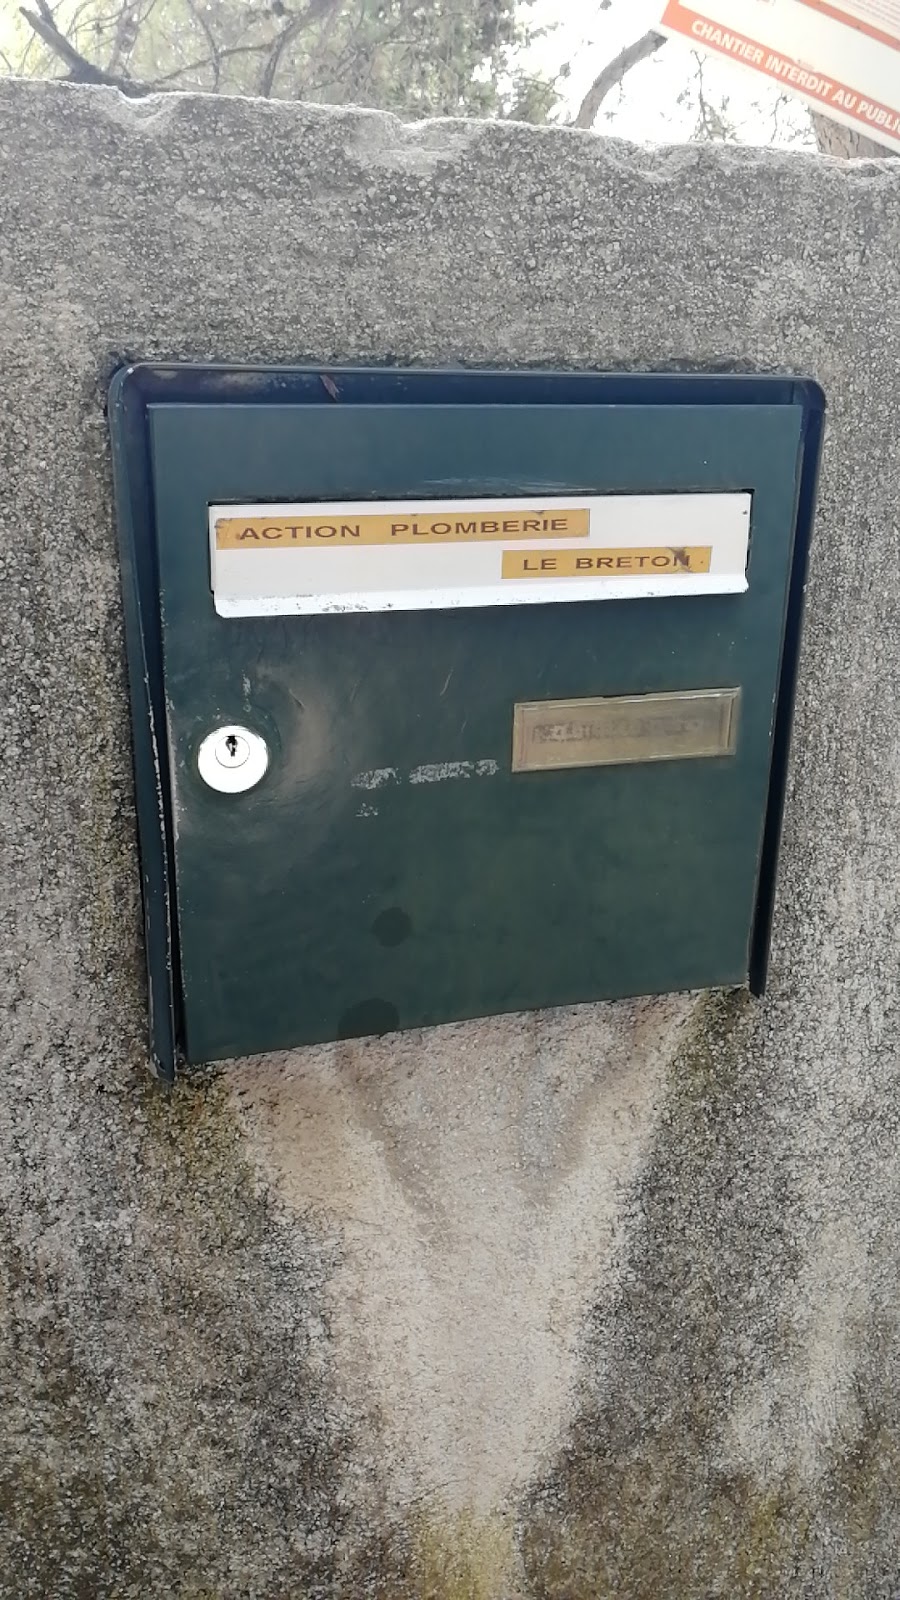 CHANTIER INTERDIT AU PUBLIC
ACTION PLOMBERIE
LE BRETON